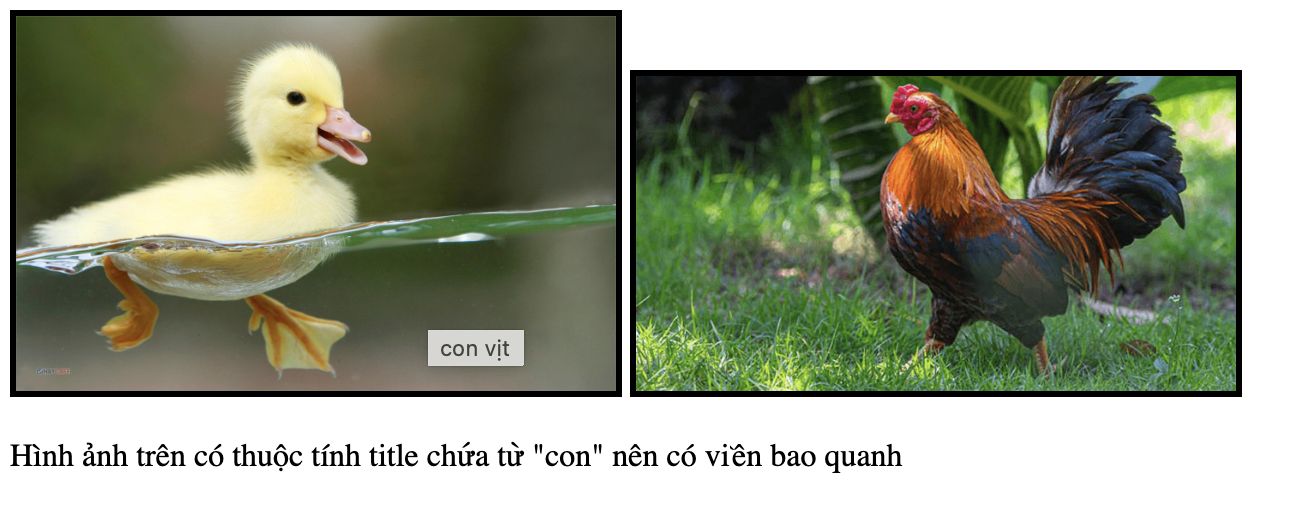 con vịt
Hình ảnh trên có thuộc tính title chứa từ "con" nên có viền bao quanh